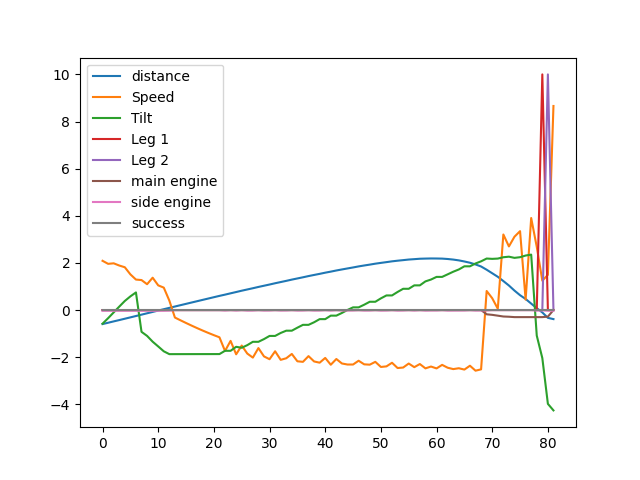 distance
Speed
Tilt
Leg 1
Leg 2
main engine
side engine
success
10
8
6
4
2
0
−2
−4
0 10 20 30 40 50 60 70 80